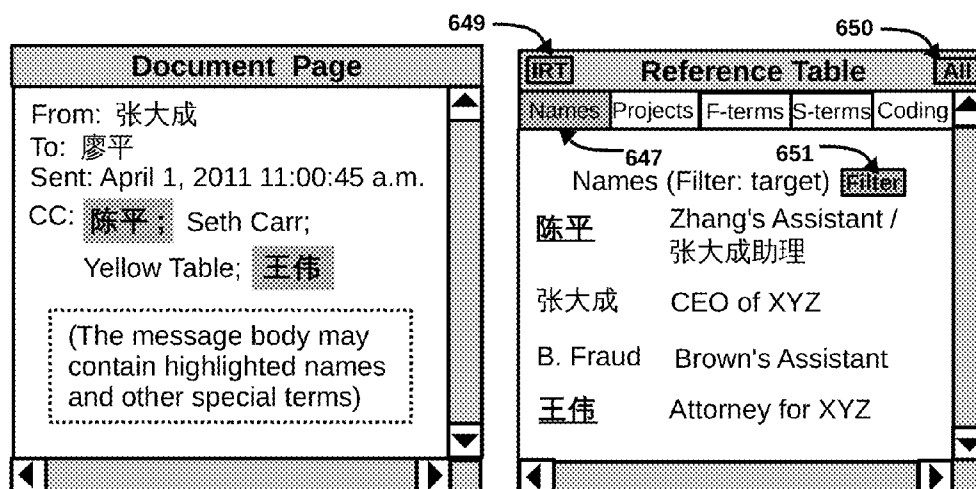 649
650
Document Page
From: 张大成
To: 廖平
Sent: April 1, 2011 11:00:45 a.m.
CC: 陈平； Seth Carr;
Yellow Table; 王伟
(The message body may
contain highlighted names
and other special terms)
IRT Reference Table All
Names Projects F-terms S-terms Coding
647
651
Names (Filter: target) Filter
陈平 Zhang's Assistant /
张大成助理
张大成 CEO of XYZ
B. Fraud Brown's Assistant
王伟 Attorney for XYZ